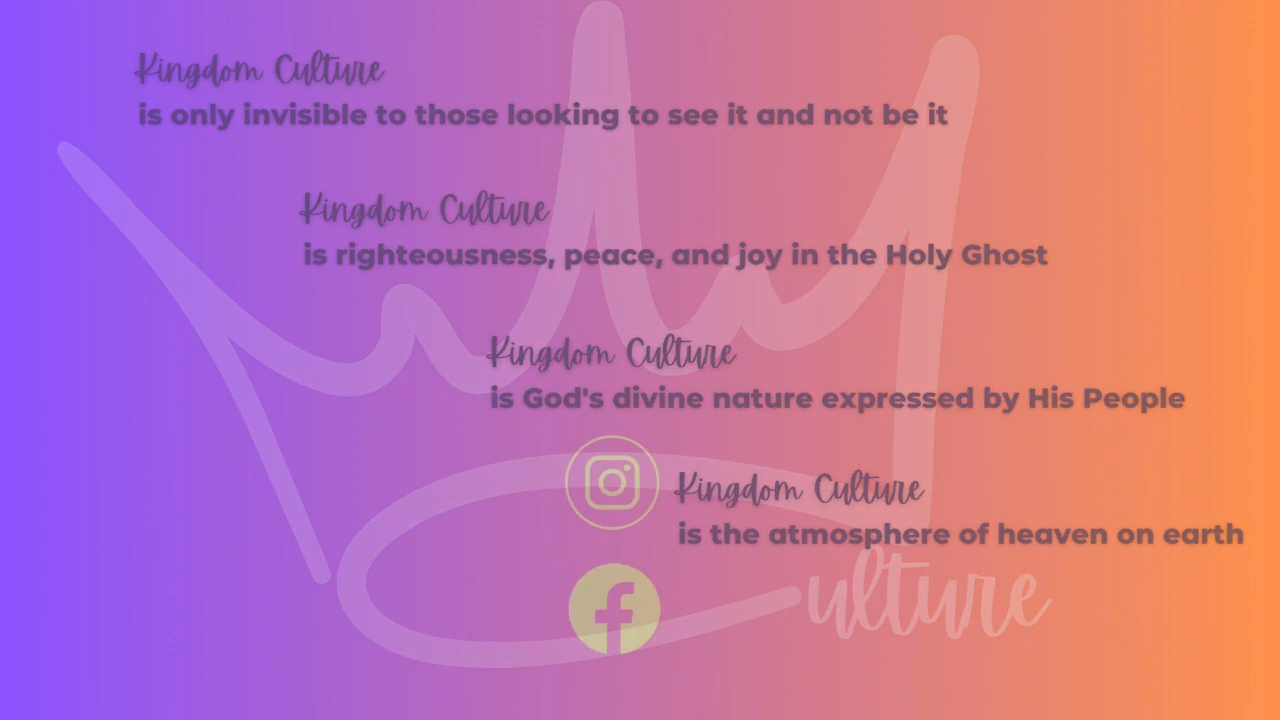 Kingdom Culture
is only invisible to those looking to see it and not be it
Kingdom Culture
is righteousness, peace, and joy in the Holy Ghost
Kingdom Culture
is God's divine nature expressed by His People
Kingdom Culture
is the atmosphere of heaven on earth
ulture